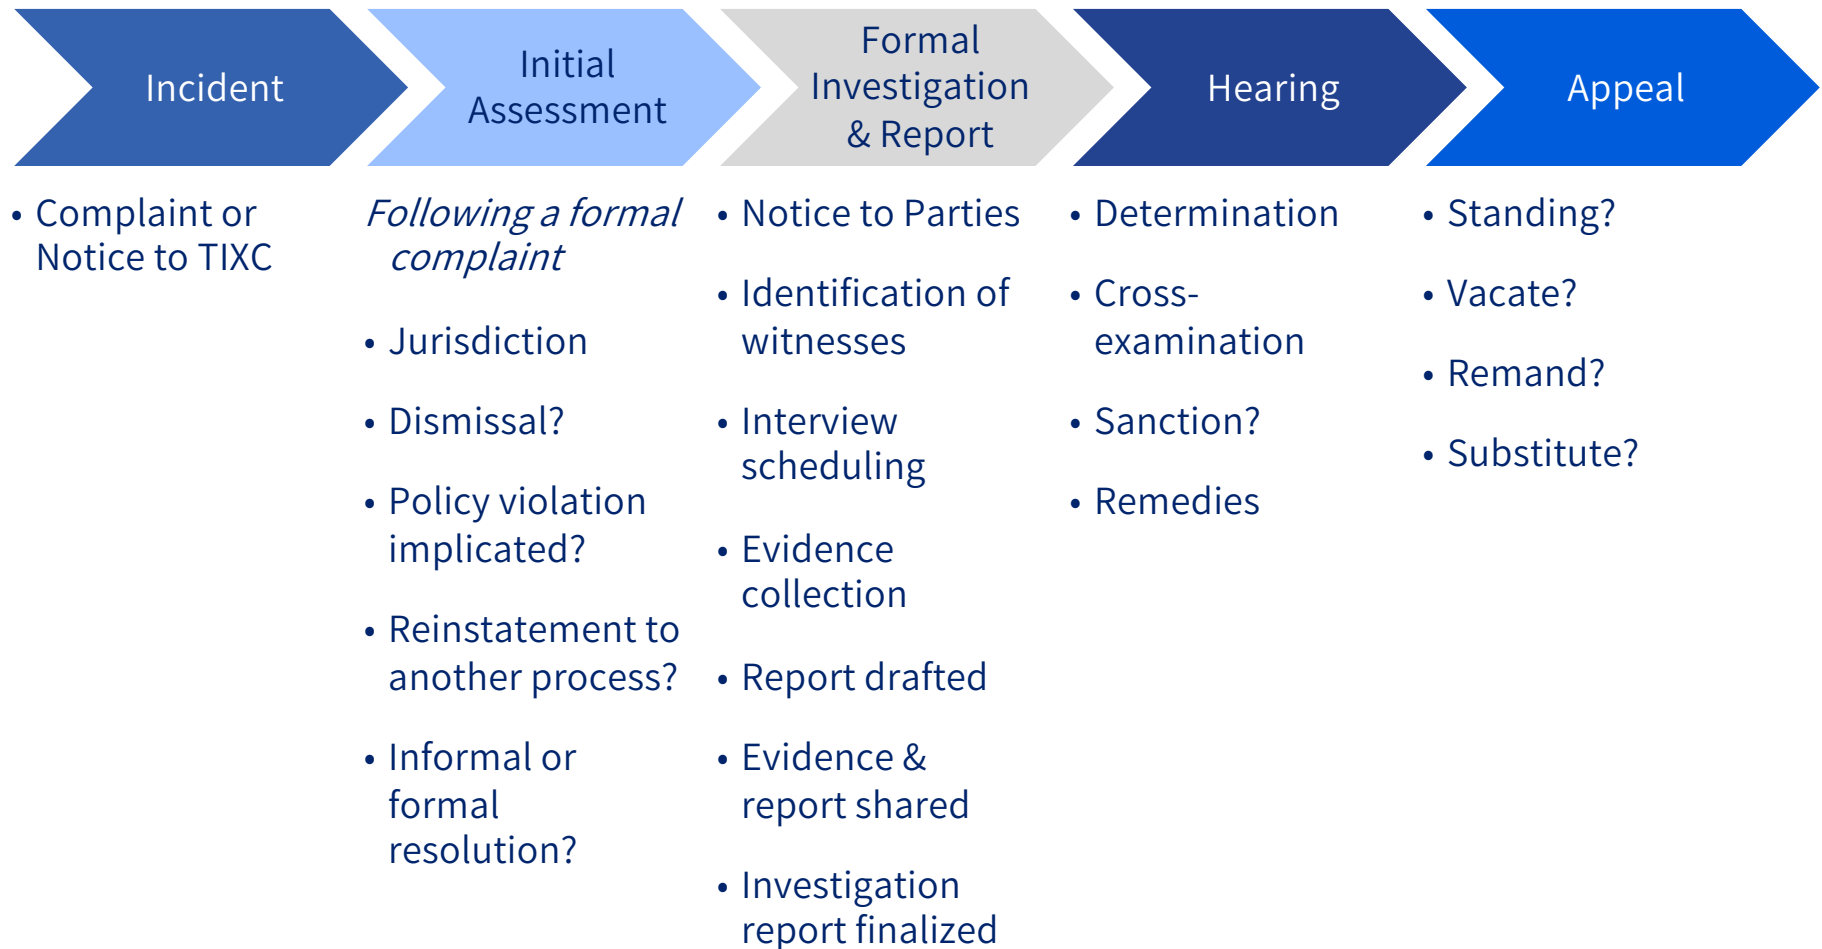 Incident
Initial
Assessment
Formal
Investigation
& Report
Hearing
Appeal
• Complaint or
Notice to TIXC
Following a formal
complaint
• Jurisdiction
• Dismissal?
• Policy violation
implicated?
• Reinstatement to
another process?
• Informal or
formal
resolution?
• Notice to Parties
• Identification of
witnesses
• Interview
scheduling
• Evidence
collection
• Report drafted
• Evidence &
report shared
• Investigation
report finalized
• Determination
• Cross-
examination
• Sanction?
• Remedies
• Standing?
• Vacate?
• Remand?
• Substitute?